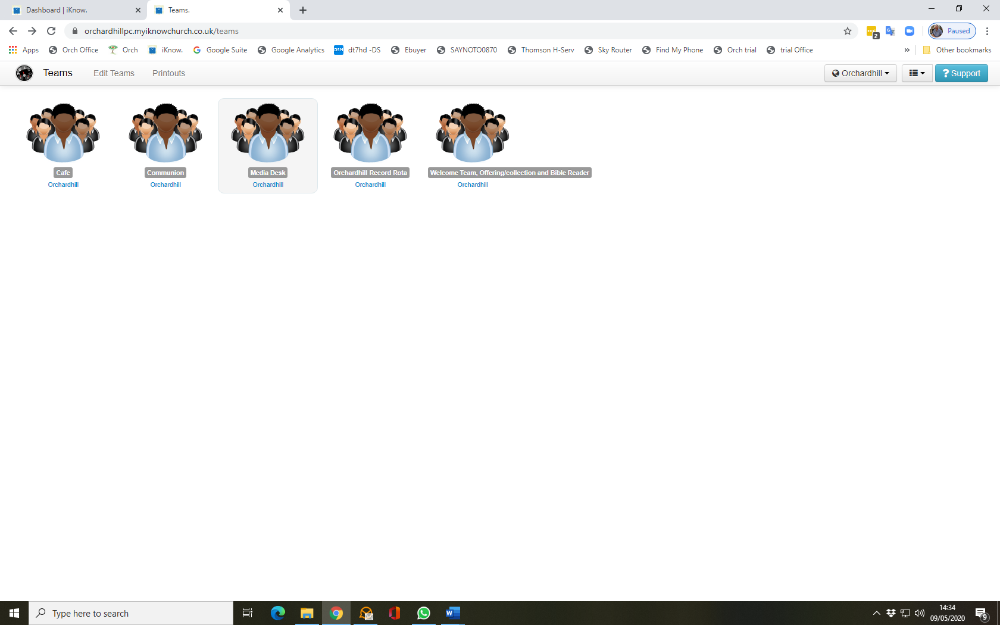 Dashboard | iKnow.
Teams.
orchardhillpc.myiknowchurch.co.uk/teams
2
Paused
Apps
Orch Office
Orch
iKnow.
Google Suite
Google Analytics
DSM dt7hd -DS
Ebuyer
SAYNOTO0870
Thomson H-Serv
Sky Router
Find My Phone
Orch trial
trial Office
»
Other bookmarks
Teams
Edit Teams
Printouts
Orchardhill
? Support
Cafe
Orchardhill
Communion
Orchardhill
Media Desk
Orchardhill
Orchardhill Record Rota
Orchardhill
Welcome Team, Offering/collection and Bible Reader
Orchardhill
Type here to search
14:34
09/05/2020
9